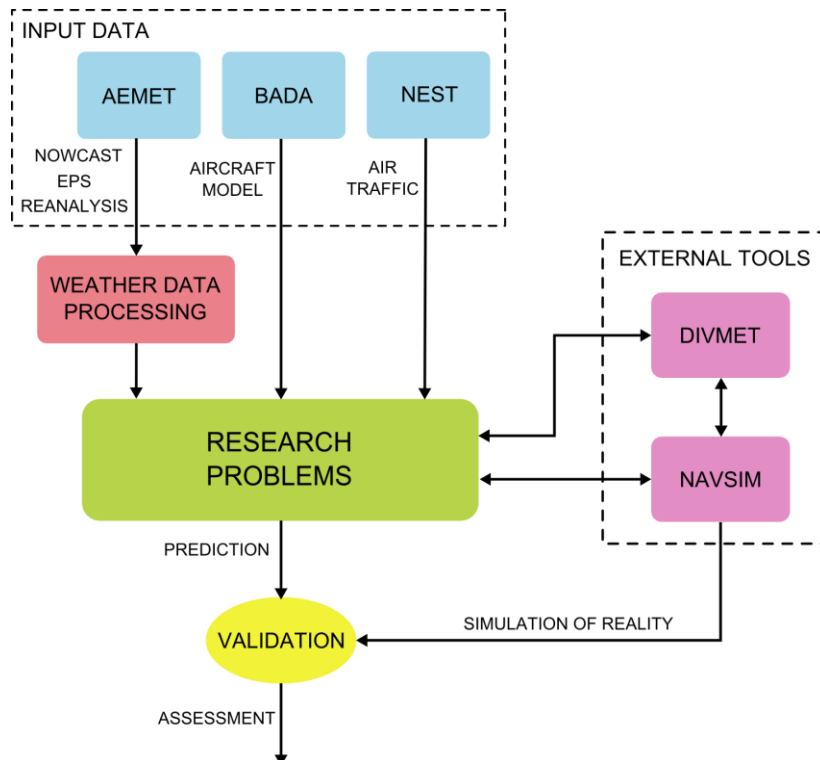 INPUT DATA
AEMET
BADA
NEST
NOWCAST
EPS
REANALYSIS
AIRCRAFT
MODEL
AIR
TRAFFIC
WEATHER DATA
PROCESSING
EXTERNAL TOOLS
DIVMET
RESEARCH
PROBLEMS
NAVSIM
PREDICTION
SIMULATION OF REALITY
VALIDATION
ASSESSMENT